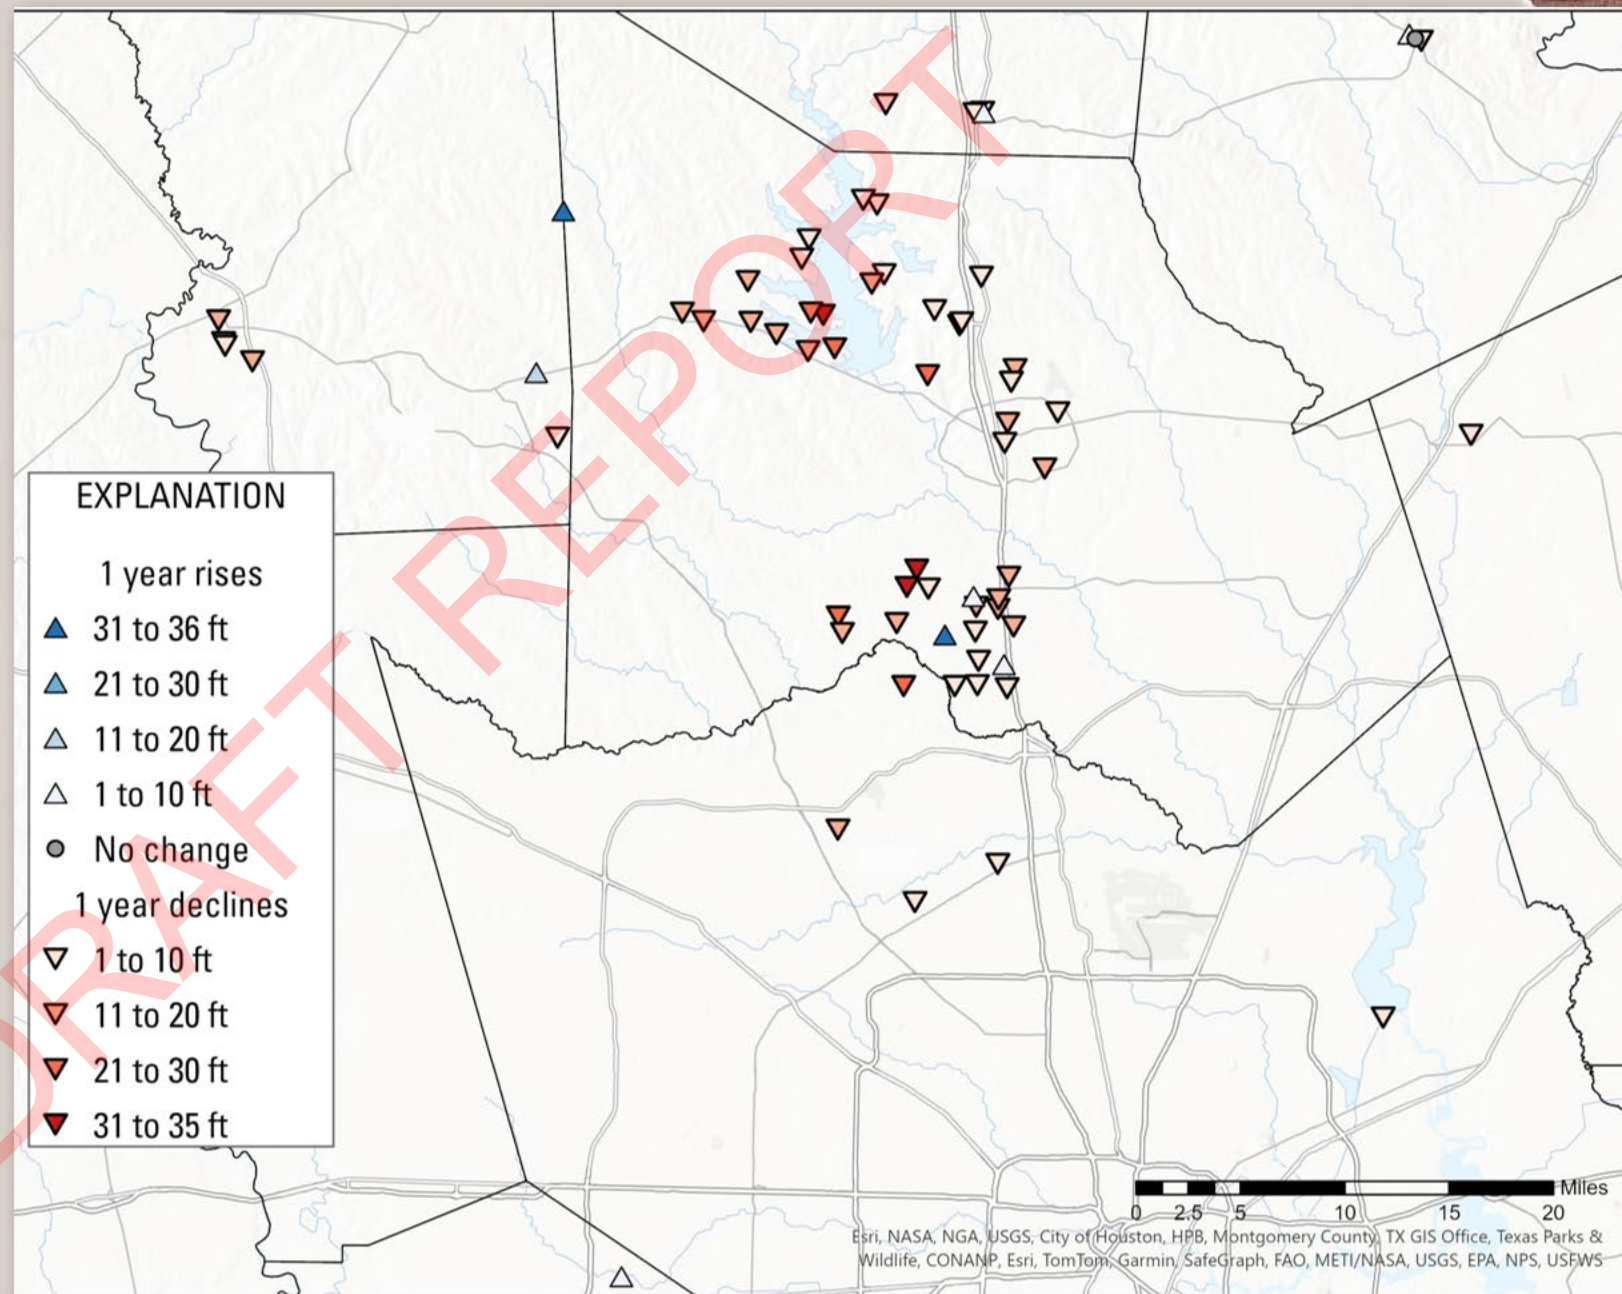 DRAFT REPORT
EXPLANATION
1 year rises
31 to 36 ft
21 to 30 ft
11 to 20 ft
1 to 10 ft
No change
1 year declines
1 to 10 ft
11 to 20 ft
21 to 30 ft
31 to 35 ft
Miles
0 2.5 5 10 15 20
Esri, NASA, NGA, USGS, City of Houston, HPB, Montgomery County, TX GIS Office, Texas Parks &
Wildlife, CONANP, Esri, TomTom, Garmin, SafeGraph, FAO, METI/NASA, USGS, EPA, NPS, USFWS